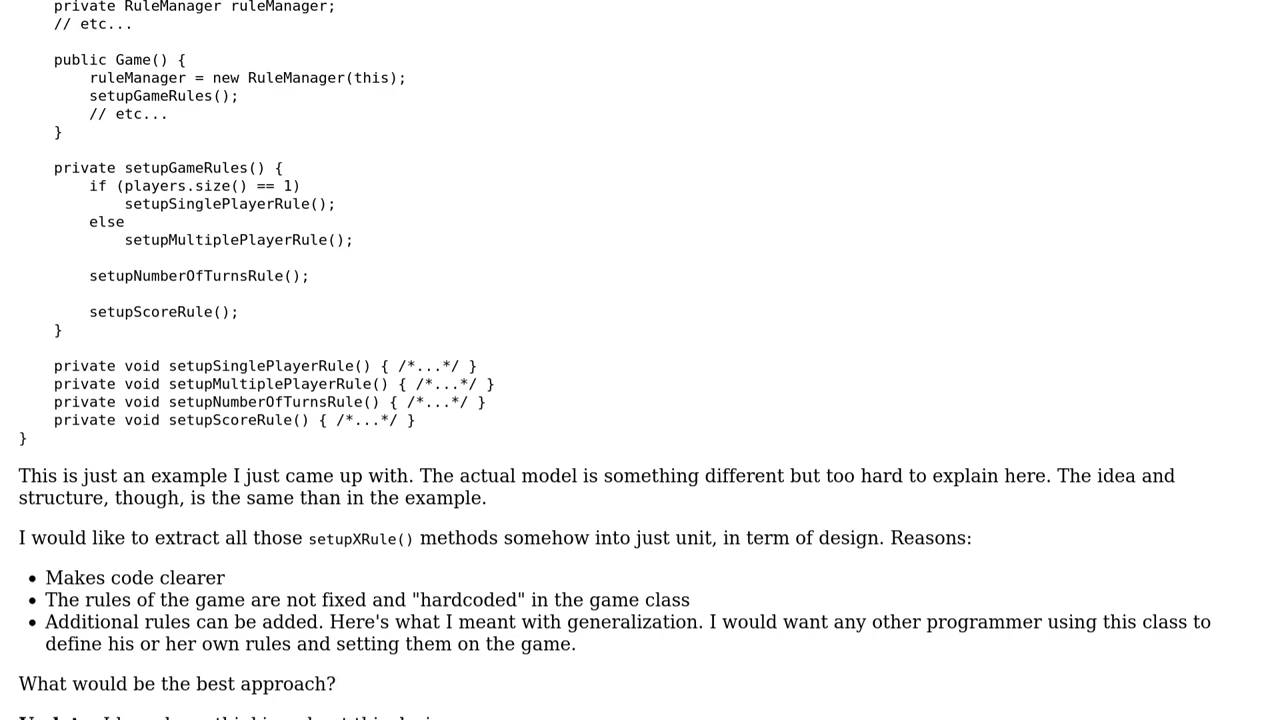 private RuleManager ruleManager;
// etc...
public Game() {
ruleManager = new RuleManager(this);
setupGameRules();
// etc...
}
private setupGameRules() {
if (players.size() == 1)
setupSinglePlayerRule();
else
setupMultiplePlayerRule();
setupNumberOfTurnsRule();
setupScoreRule();
}
private void setupSinglePlayerRule() { /*...*/ }
private void setupMultiplePlayerRule() { /*...*/ }
private void setupNumberOfTurnsRule() { /*...*/ }
private void setupScoreRule() { /*...*/ }
}
This is just an example I just came up with. The actual model is something different but too hard to explain here. The idea and
structure, though, is the same than in the example.
I would like to extract all those setupXRule() methods somehow into just unit, in term of design. Reasons:
• Makes code clearer
• The rules of the game are not fixed and "hardcoded" in the game class
• Additional rules can be added. Here's what I meant with generalization. I would want any other programmer using this class to
define his or her own rules and setting them on the game.
What would be the best approach?